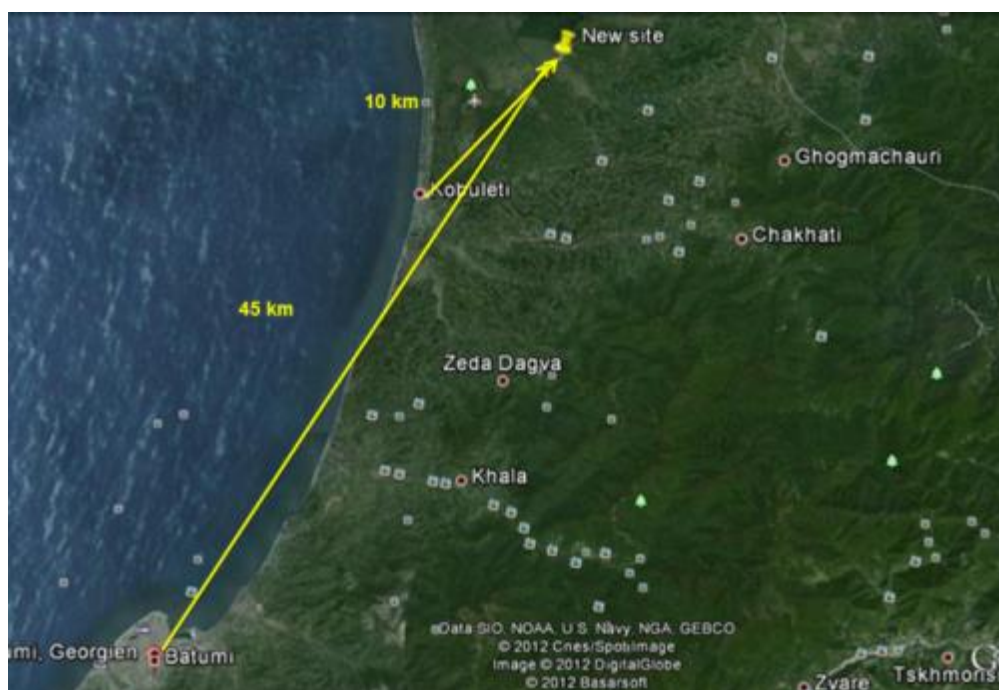 New site
10 km
Ghogmachauri
Kobuleti
Chakhati
45 km
Zeda Dagva
Khala
Data SIO, NOAA, U.S. Navy, NGA, GEBCO
© 2012 Cnes/Spot Image
Image © 2012 DigitalGlobe
© 2012 Basarsoft
umi, Georgien
Batumi
Tskhmoris
Zvare